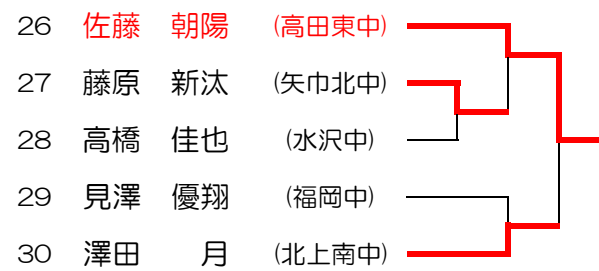 26 佐藤 朝陽 (高田東中)
27 藤原 新汰 (矢巾北中)
28 高橋 佳也 (水沢中)
29 見澤 優翔 (福岡中)
30 澤田 月 (北上南中)